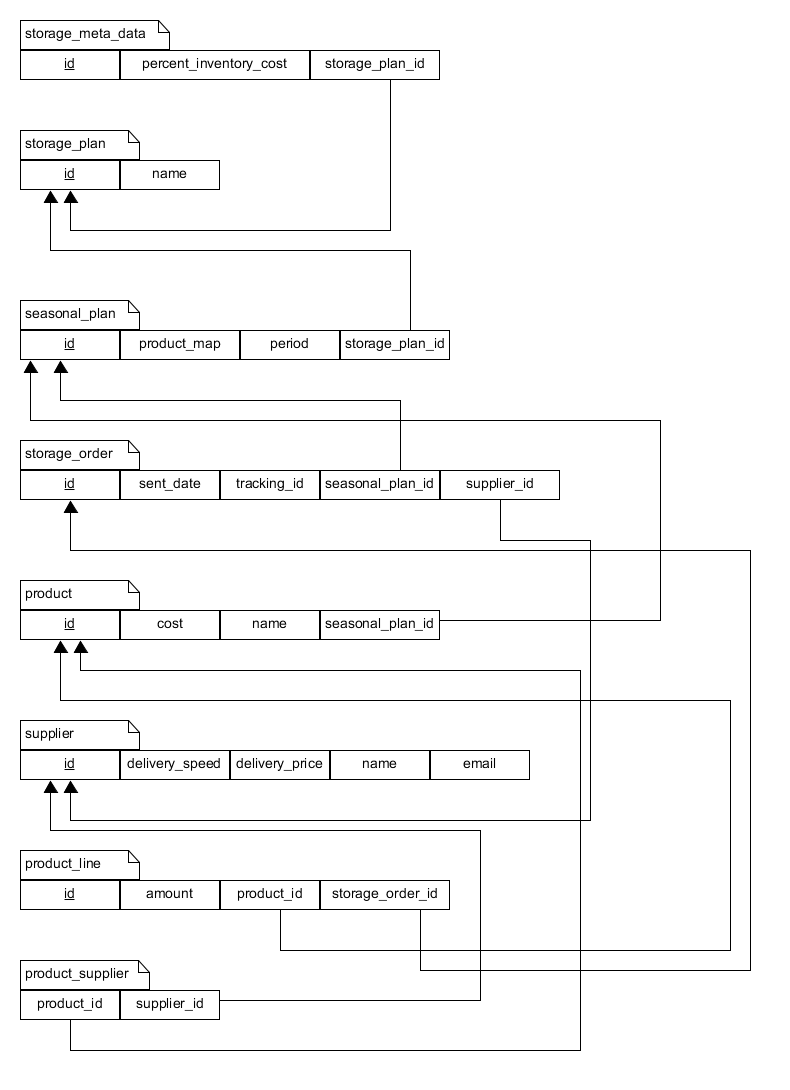 storage_meta_data
id percent_inventory_cost storage_plan_id
storage_plan
id name
seasonal_plan
id product_map period storage_plan_id
storage_order
id sent_date tracking_id seasonal_plan_id supplier_id
product
id cost name seasonal_plan_id
supplier
id delivery_speed delivery_price name email
product_line
id amount product_id storage_order_id
product_supplier
product_id supplier_id